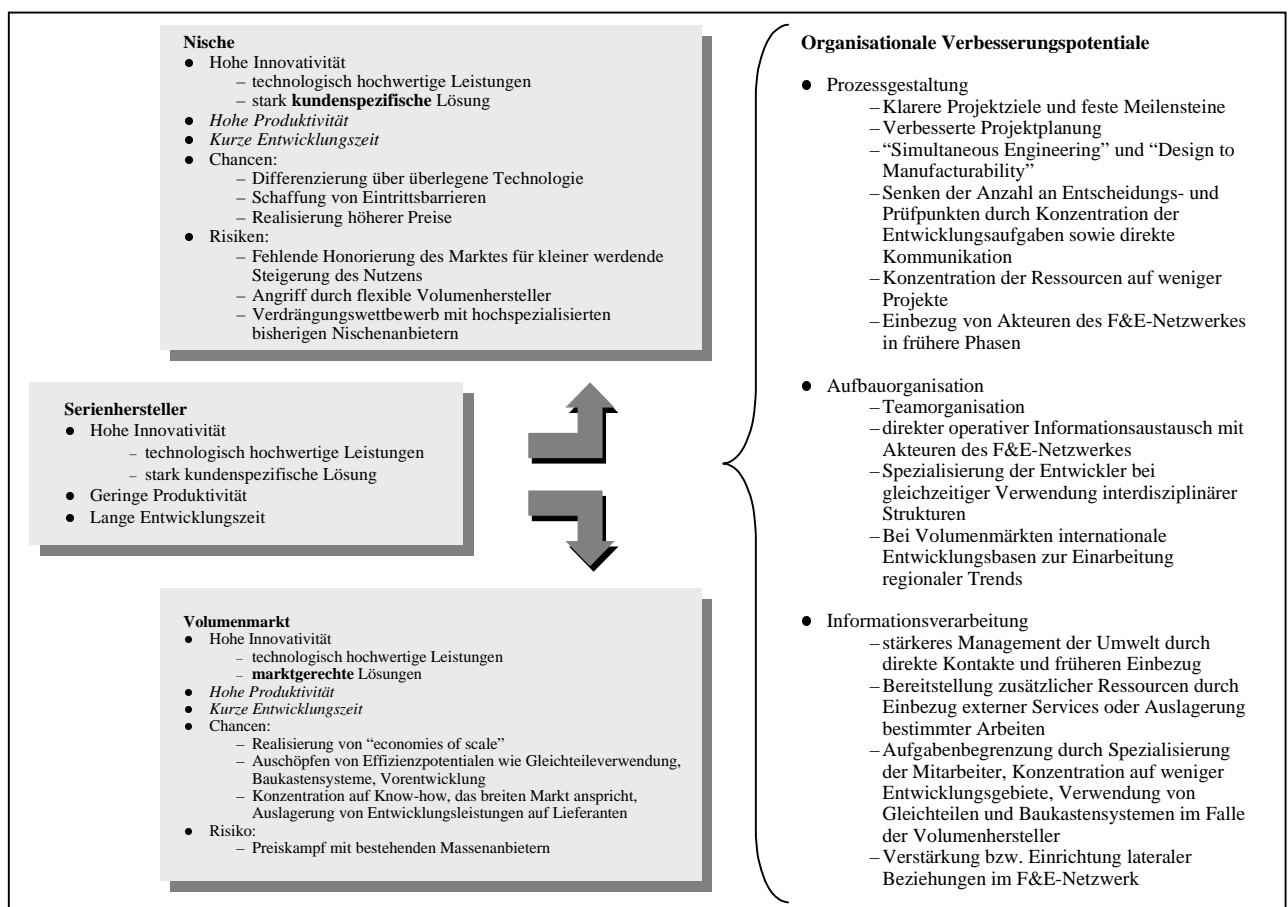 Nische
● Hohe Innovativität
– technologisch hochwertige Leistungen
– stark kundenspezifische Lösung
● Hohe Produktivität
● Kurze Entwicklungszeit
● Chancen:
– Differenzierung über überlegene Technologie
– Schaffung von Eintrittsbarrieren
– Realisierung höherer Preise
● Risiken:
– Fehlende Honorierung des Marktes für kleiner werdende
Steigerung des Nutzens
– Angriff durch flexible Volumenhersteller
– Verdrängungswettbewerb mit hochspezialisierten
bisherigen Nischenanbietern
Serienhersteller
● Hohe Innovativität
– technologisch hochwertige Leistungen
– stark kundenspezifische Lösung
● Geringe Produktivität
● Lange Entwicklungszeit
Volumenmarkt
● Hohe Innovativität
– technologisch hochwertige Leistungen
– marktgerechte Lösungen
● Hohe Produktivität
● Kurze Entwicklungszeit
● Chancen:
– Realisierung von “economies of scale”
– Auschöpfen von Effizienzpotentialen wie Gleichteileverwendung,
Baukastensysteme, Vorentwicklung
– Konzentration auf Know-how, das breiten Markt anspricht,
Auslagerung von Entwicklungsleistungen auf Lieferanten
● Risiko:
– Preiskampf mit bestehenden Massenanbietern
Organisationale Verbesserungspotentiale
● Prozessgestaltung
– Klarere Projektziele und feste Meilensteine
– Verbesserte Projektplanung
– “Simultaneous Engineering” und “Design to
Manufacturability”
– Senken der Anzahl an Entscheidungs- und
Prüfpunkten durch Konzentration der
Entwicklungsaufgaben sowie direkte
Kommunikation
– Konzentration der Ressourcen auf weniger
Projekte
– Einbezug von Akteuren des F&E-Netzwerkes
in frühere Phasen
● Aufbauorganisation
– Teamorganisation
– direkter operativer Informationsaustausch mit
Akteuren des F&E-Netzwerkes
– Spezialisierung der Entwickler bei
gleichzeitiger Verwendung interdisziplinärer
Strukturen
– Bei Volumenmärkten internationale
Entwicklungsbasen zur Einarbeitung
regionaler Trends
● Informationsverarbeitung
– stärkeres Management der Umwelt durch
direkte Kontakte und früheren Einbezug
– Bereitstellung zusätzlicher Ressourcen durch
Einbezug externer Services oder Auslagerung
bestimmter Arbeiten
– Aufgabenbegrenzung durch Spezialisierung
der Mitarbeiter, Konzentration auf weniger
Entwicklungsgebiete, Verwendung von
Gleichteilen und Baukastensystemen im Falle
der Volumenhersteller
– Verstärkung bzw. Einrichtung lateraler
Beziehungen im F&E-Netzwerk